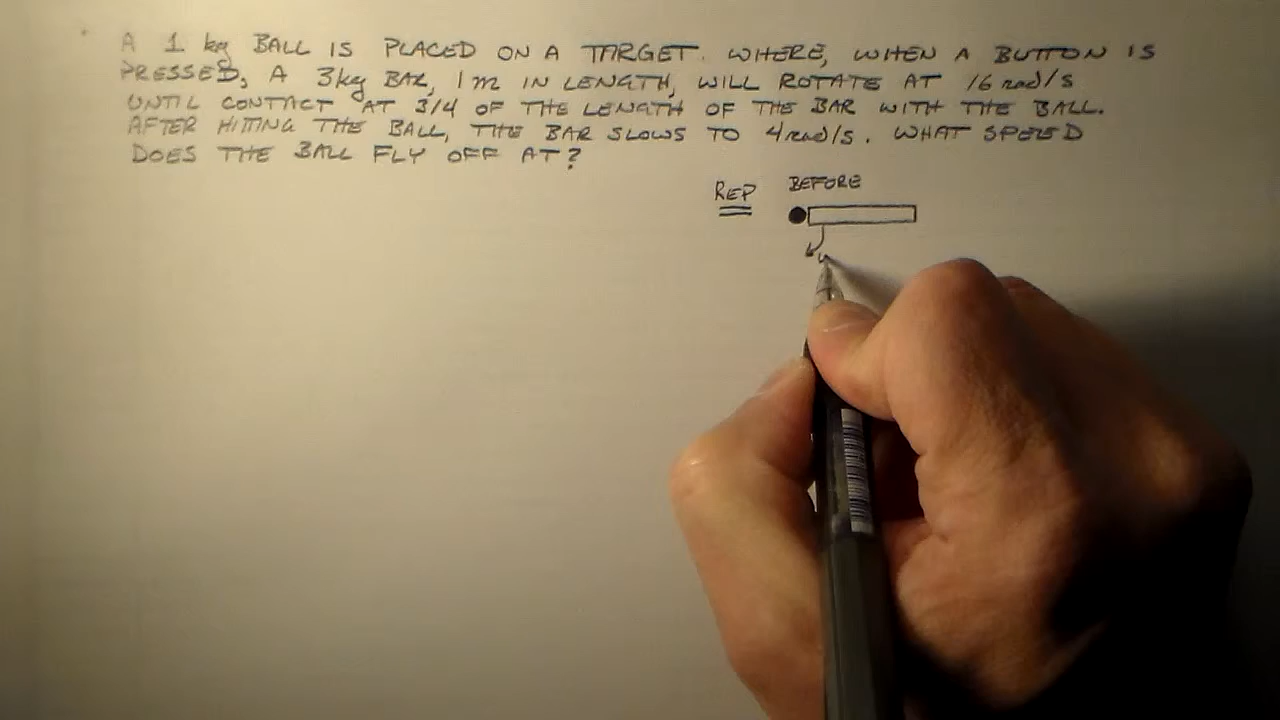 A 1 kg BALL IS PLACED ON A TARGET. WHERE, WHEN A BUTTON IS
PRESSED, A 3kg BAR, 1m IN LENGTH, WILL ROTATE AT 16 rad/s
UNTIL CONTACT AT 3/4 OF THE LENGTH OF THE BAR WITH THE BALL.
AFTER HITTING THE BALL, THE BAR SLOWS TO 4 rad/s. WHAT SPEED
DOES THE BALL FLY OFF AT?
REP BEFORE